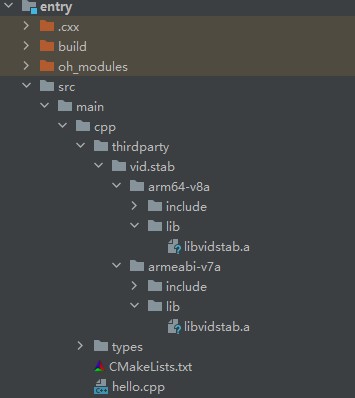 entry
.cxx
build
oh_modules
src
main
cpp
thirdparty
vid.stab
arm64-v8a
include
lib
libvidstab.a
armeabi-v7a
include
lib
libvidstab.a
types
CMakeLists.txt
hello.cpp